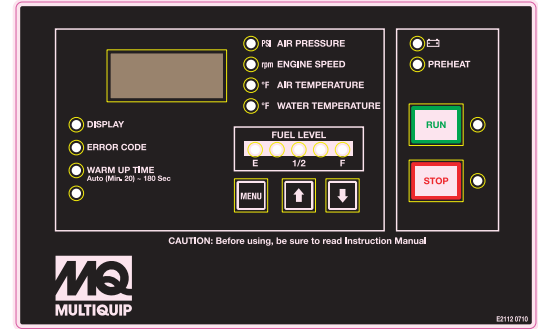 PSI AIR PRESSURE
rpm ENGINE SPEED
°F AIR TEMPERATURE
°F WATER TEMPERATURE
DISPLAY
ERROR CODE
WARM UP TIME
Auto (Min. 20) ~ 180 Sec
FUEL LEVEL
E 1/2 F
MENU
PREHEAT
RUN
STOP
CAUTION: Before using, be sure to read Instruction Manual
MQ
MULTIQUIP
E2112 0710